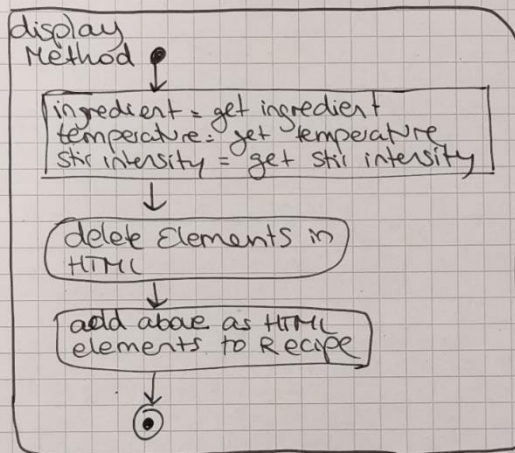 display
Method
ingredient = get ingredient
temperature = get temperature
stir intensity = get stir intensity
delete Elements in
HTML
add above as HTML
elements to Recipe